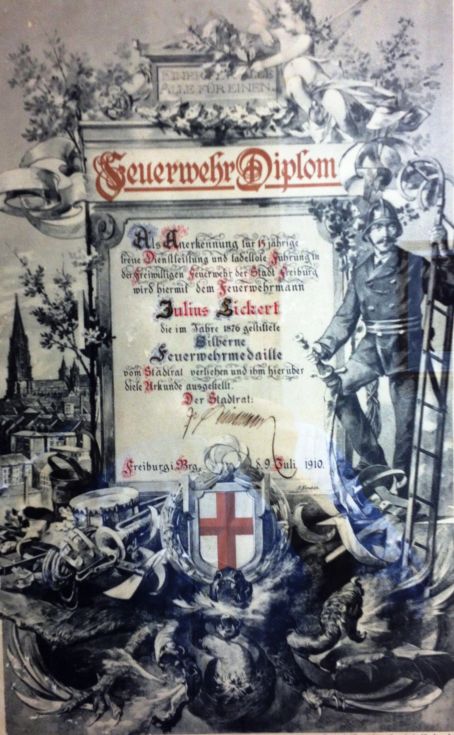 EINER FÜR ALLE
ALLE FÜR EINEN
Feuerwehr Diplom
Als Anerkennung für 15 jährige
treue Dienstleistung und tadellose Führung in
der Freiwilligen Feuerwehr der Stadt Freiburg
wird hiermit dem Feuerwehrmann
Julius Lickert
die im Jahre 1876 gestiftete
Silberne
Feuerwehrmedaille
vom Stadtrat verliehen und ihm hierüber
diese Urkunde ausgestellt.
Der Stadtrat:
Freiburg i. Brg., d. 9. Juli 1910.